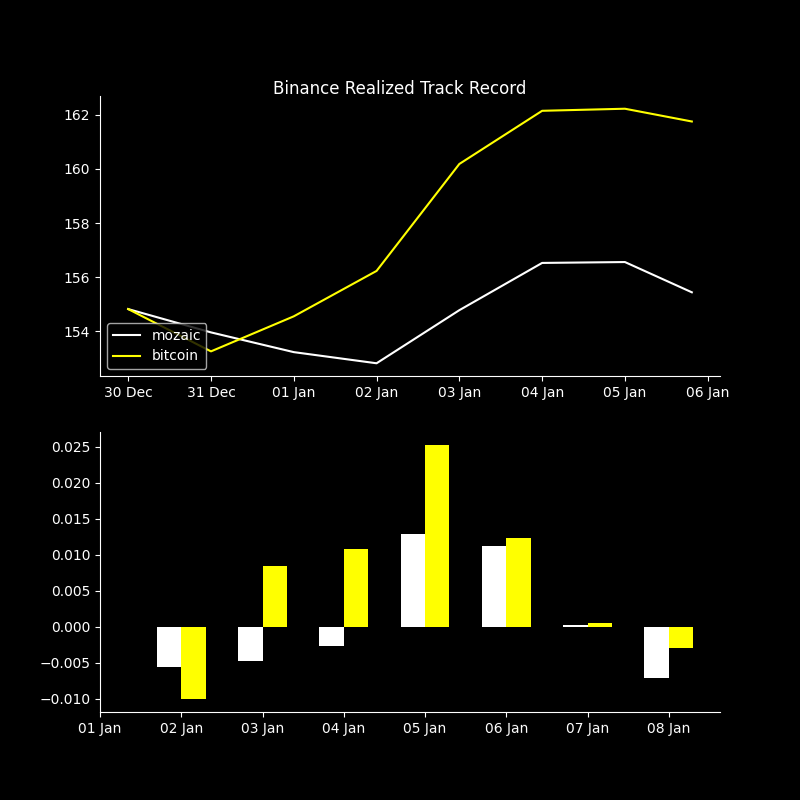 Binance Realized Track Record
162
160
158
156
154
mozaic
bitcoin
30 Dec 31 Dec 01 Jan 02 Jan 03 Jan 04 Jan 05 Jan 06 Jan
0.025
0.020
0.015
0.010
0.005
0.000
−0.005
−0.010
01 Jan 02 Jan 03 Jan 04 Jan 05 Jan 06 Jan 07 Jan 08 Jan